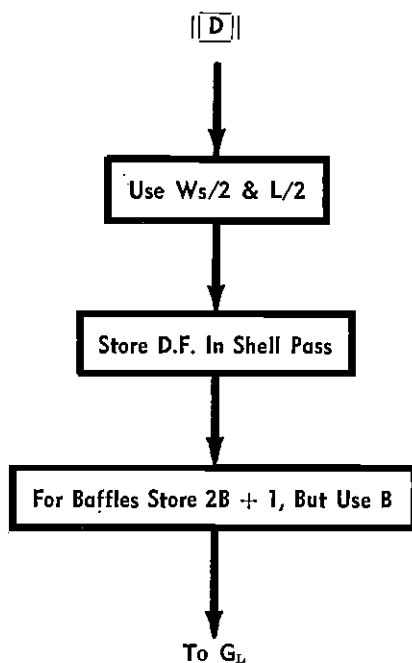 D
Use Ws/2 & L/2
Store D.F. In Shell Pass
For Baffles Store 2B + 1, But Use B
To GL